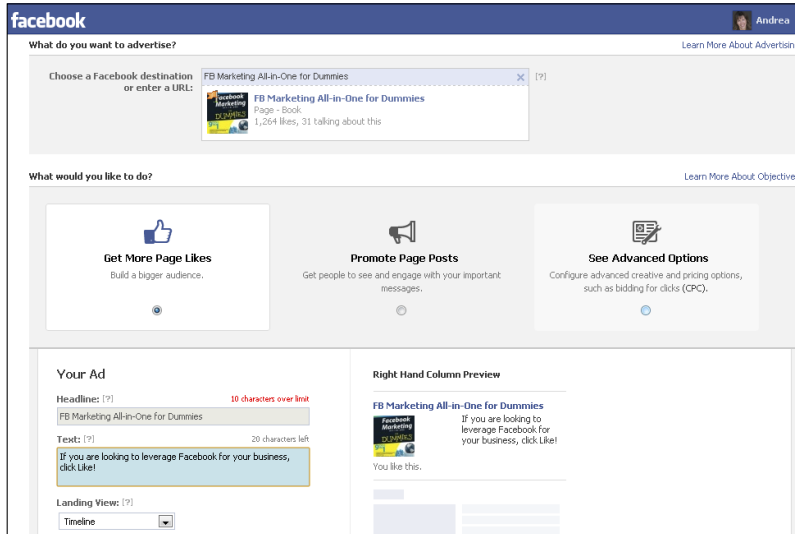 facebook
Andrea
What do you want to advertise?
Learn More About Advertisin
Choose a Facebook destination
or enter a URL:
FB Marketing All-in-One for Dummies
[?]
Facebook
Marketing
DUMMIES
FB Marketing All-in-One for Dummies
Page - Book
1,264 likes, 31 talking about this
What would you like to do?
Learn More About Objective
Get More Page Likes
Build a bigger audience.
Promote Page Posts
Get people to see and engage with your important
messages.
See Advanced Options
Configure advanced creative and pricing options,
such as bidding for clicks (CPC).
Your Ad
Headline: [?]
10 characters over limit
FB Marketing All-in-One for Dummies
Text: [?]
20 characters left
If you are looking to leverage Facebook for your business,
click Like!
Landing View: [?]
Timeline
Right Hand Column Preview
FB Marketing All-in-One for Dummies
Facebook
Marketing
DUMMIES
If you are looking to
leverage Facebook for
your business, click Like!
You like this.